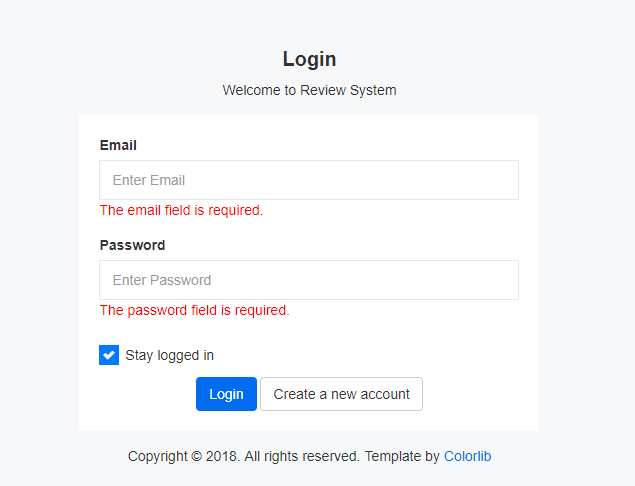 Login
Welcome to Review System
Email
Enter Email
The email field is required.
Password
Enter Password
The password field is required.
Stay logged in
Login Create a new account
Copyright © 2018. All rights reserved. Template by Colorlib